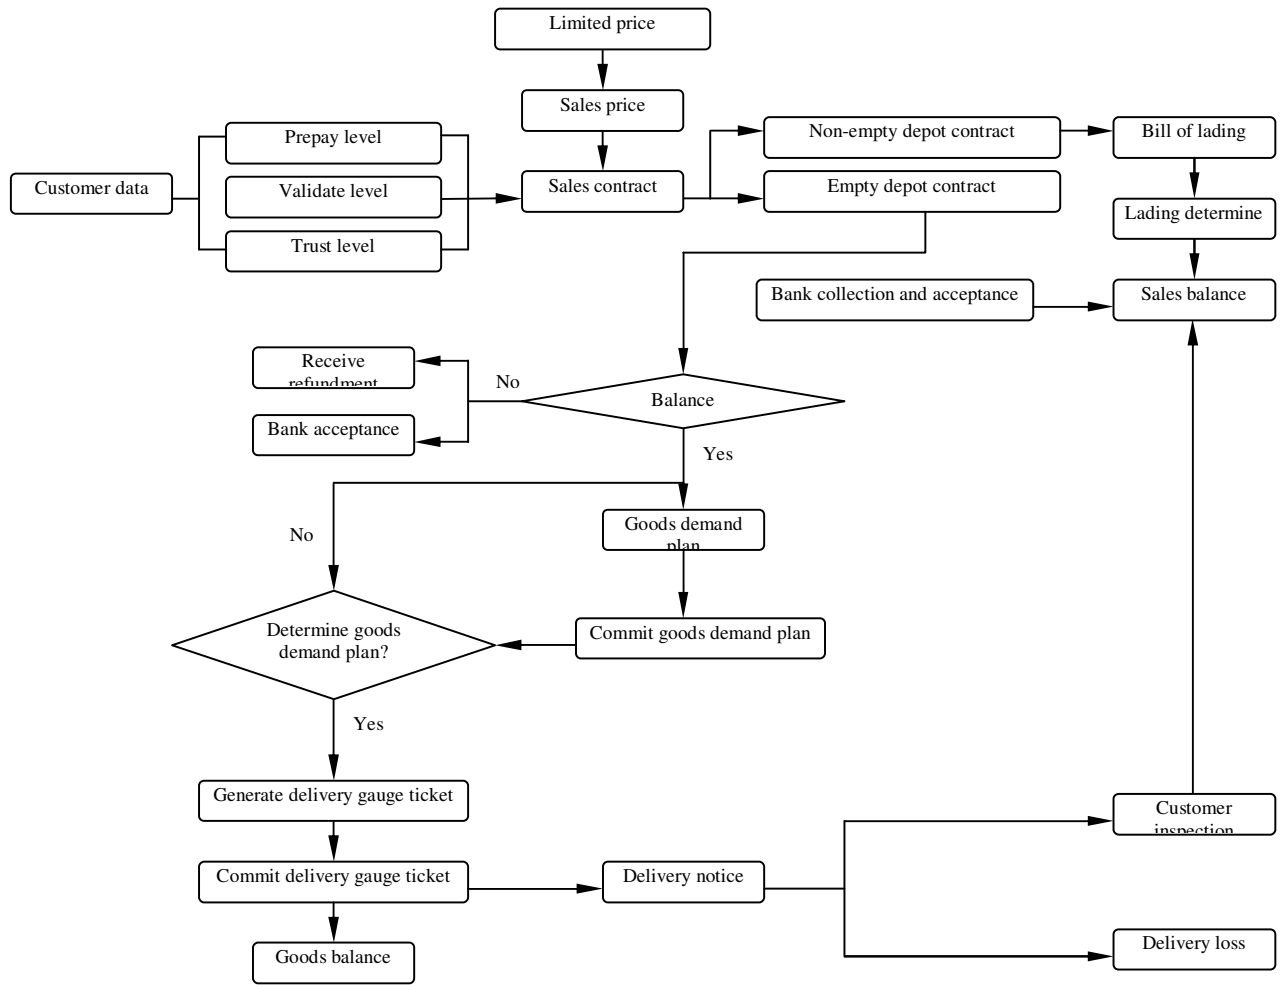 Limited price
Sales price
Prepay level
Non-empty depot contract
Bill of lading
Customer data
Validate level
Sales contract
Empty depot contract
Lading determine
Trust level
Bank collection and acceptance
Sales balance
Receive
refundment
No
Balance
Bank acceptance
Yes
Goods demand
plan
No
Determine goods
demand plan?
Commit goods demand plan
Yes
Generate delivery gauge ticket
Customer
inspection
Commit delivery gauge ticket
Delivery notice
Goods balance
Delivery loss